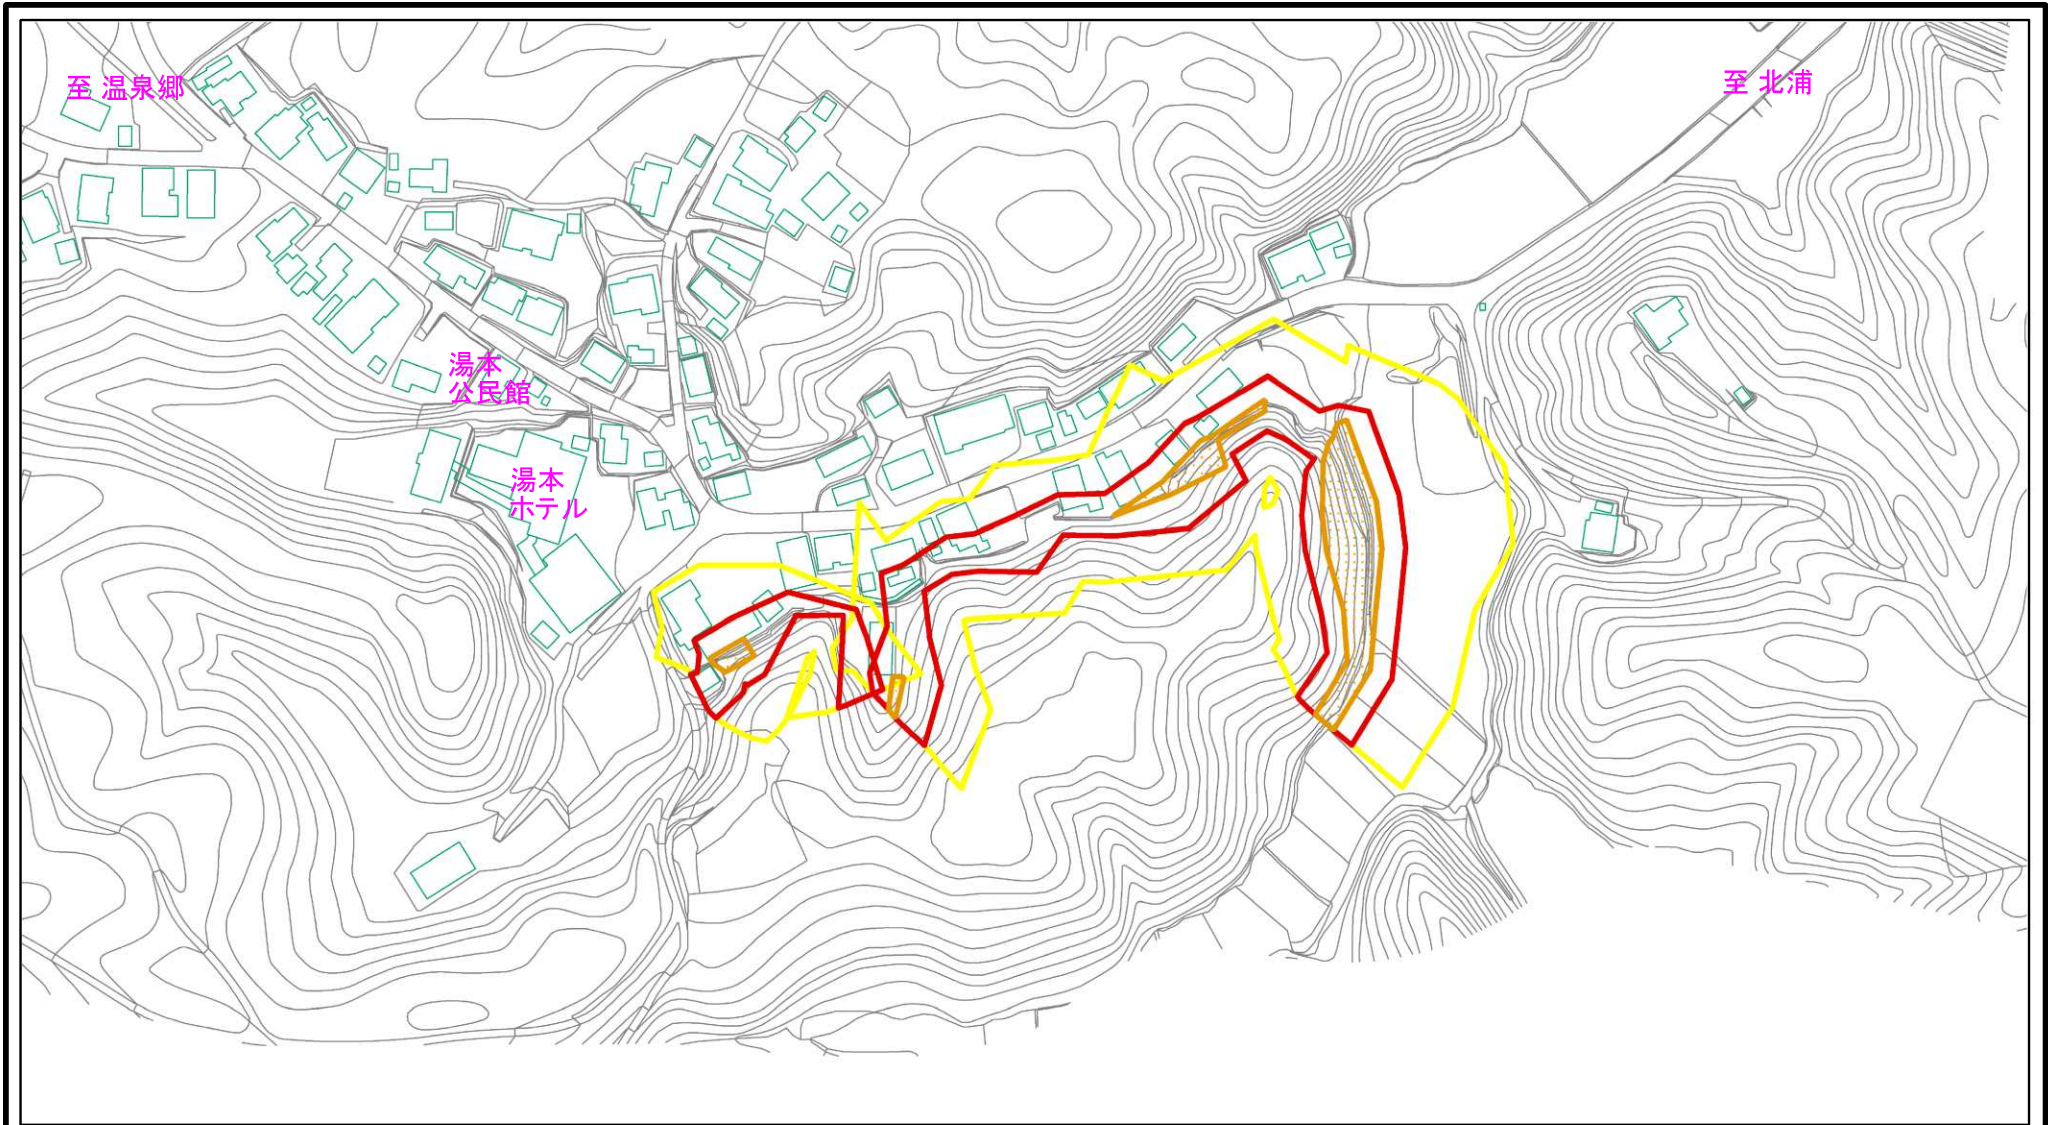 至 温泉郷
至 北浦
湯本
公民館
湯本
ホテル